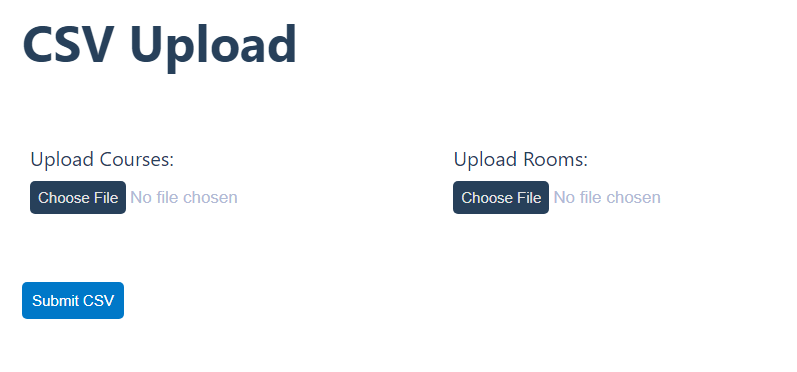 CSV Upload
Upload Courses:
Choose File No file chosen
Upload Rooms:
Choose File No file chosen
Submit CSV